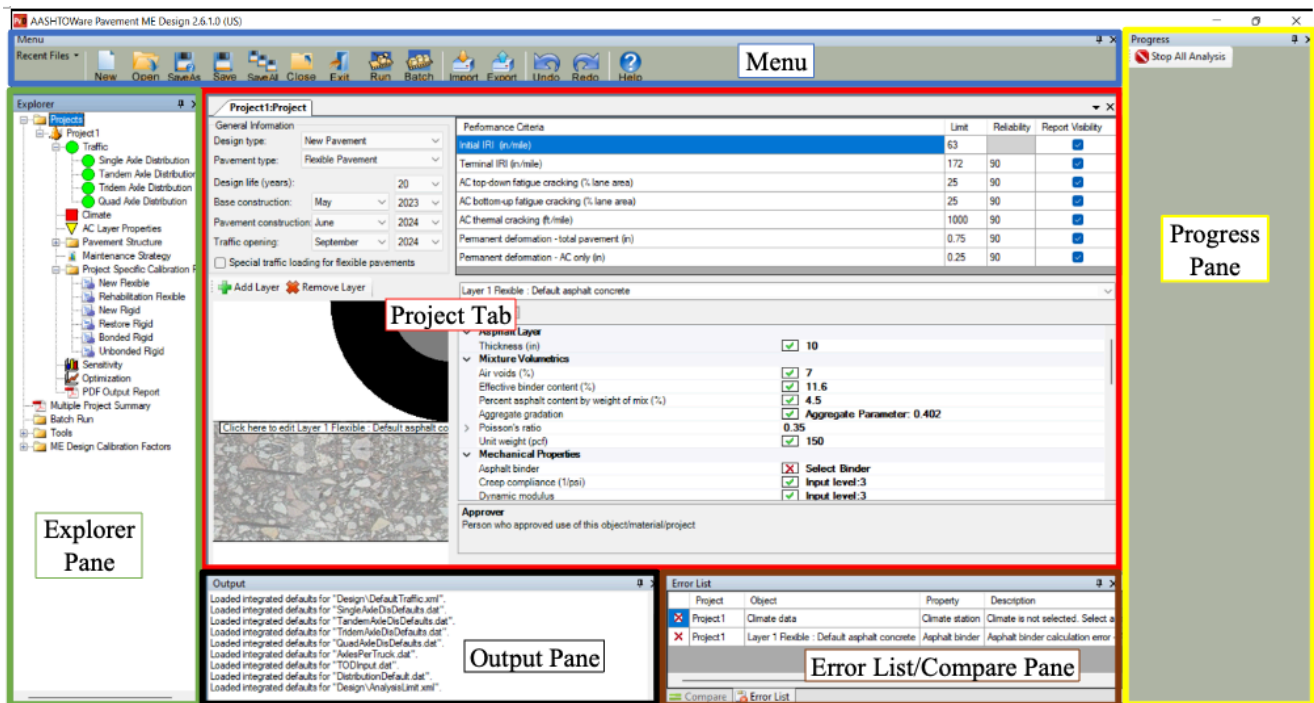 AASHTOWare Pavement ME Design 2.6.1.0 (US)
Menu
Recent Files
New Open SaveAs Save SaveAll Close Exit Run Batch Import Export Undo Redo Help
Menu
Progress
Stop All Analysis
Progress
Pane
Explorer
Projects
Project1
Traffic
Single Axle Distribution
Tandem Axle Distribution
Tridem Axle Distribution
Quad Axle Distribution
Climate
AC Layer Properties
Pavement Structure
Maintenance Strategy
Project Specific Calibration F
New Flexible
Rehabilitation Flexible
New Rigid
Restore Rigid
Bonded Rigid
Unbonded Rigid
Sensitivity
Optimization
PDF Output Report
Multiple Project Summary
Batch Run
Tools
ME Design Calibration Factors
Explorer
Pane
Project1:Project
General Information
Design type: New Pavement
Pavement type: Flexible Pavement
Design life (years): 20
Base construction: May 2023
Pavement construction: June 2024
Traffic opening: September 2024
Special traffic loading for flexible pavements
Add Layer Remove Layer
Click here to edit Layer 1 Flexible : Default asphalt co
Performance Criteria Limit Reliability Report Visibility
Initial IRI (in/mile) 63
Terminal IRI (in/mile) 172 90
AC top-down fatigue cracking (% lane area) 25 90
AC bottom-up fatigue cracking (% lane area) 25 90
AC thermal cracking (ft/mile) 1000 90
Permanent deformation - total pavement (in) 0.75 90
Permanent deformation - AC only (in) 0.25 90
Layer 1 Flexible : Default asphalt concrete
Project Tab
Asphalt Layer
Thickness (in) 10
Mixture Volumetrics
Air voids (%) 7
Effective binder content (%) 11.6
Percent asphalt content by weight of mix (%) 4.5
Aggregate gradation Aggregate Parameter: 0.402
Poisson's ratio 0.35
Unit weight (pcf) 150
Mechanical Properties
Asphalt binder Select Binder
Creep compliance (1/psi) Input level:3
Dynamic modulus Input level:3
Approver
Person who approved use of this object/material/project
Output
Loaded integrated defaults for "Design\DefaultTraffic.xml".
Loaded integrated defaults for "SingleAxleDisDefaults.dat".
Loaded integrated defaults for "TandemAxleDisDefaults.dat".
Loaded integrated defaults for "TridemAxleDisDefaults.dat".
Loaded integrated defaults for "QuadAxleDisDefaults.dat".
Loaded integrated defaults for "AxlesPerTruck.dat".
Loaded integrated defaults for "TODInput.dat".
Loaded integrated defaults for "DistributionDefault.dat".
Loaded integrated defaults for "Design\AnalysisLimit.xml".
Output Pane
Error List
Project Object Property Description
Project1 Climate data Climate station Climate is not selected. Select a
Project1 Layer 1 Flexible : Default asphalt concrete Asphalt binder Asphalt binder calculation error -
Error List/Compare Pane
Compare Error List